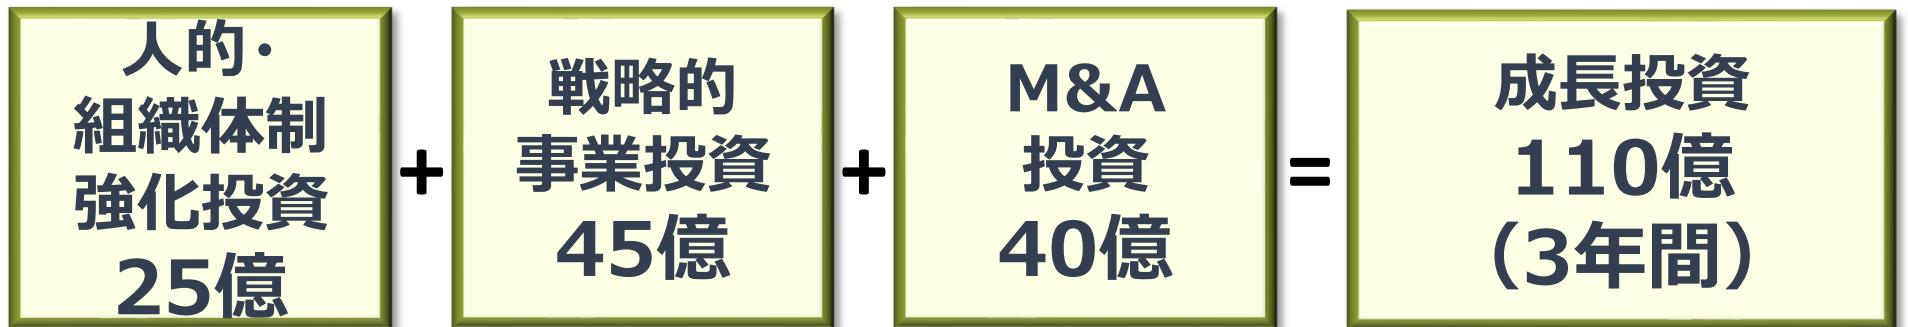 人的・
組織体制
強化投資
25億
+
戦略的
事業投資
45億
+
M&A
投資
40億
=
成長投資
110億
（3年間）